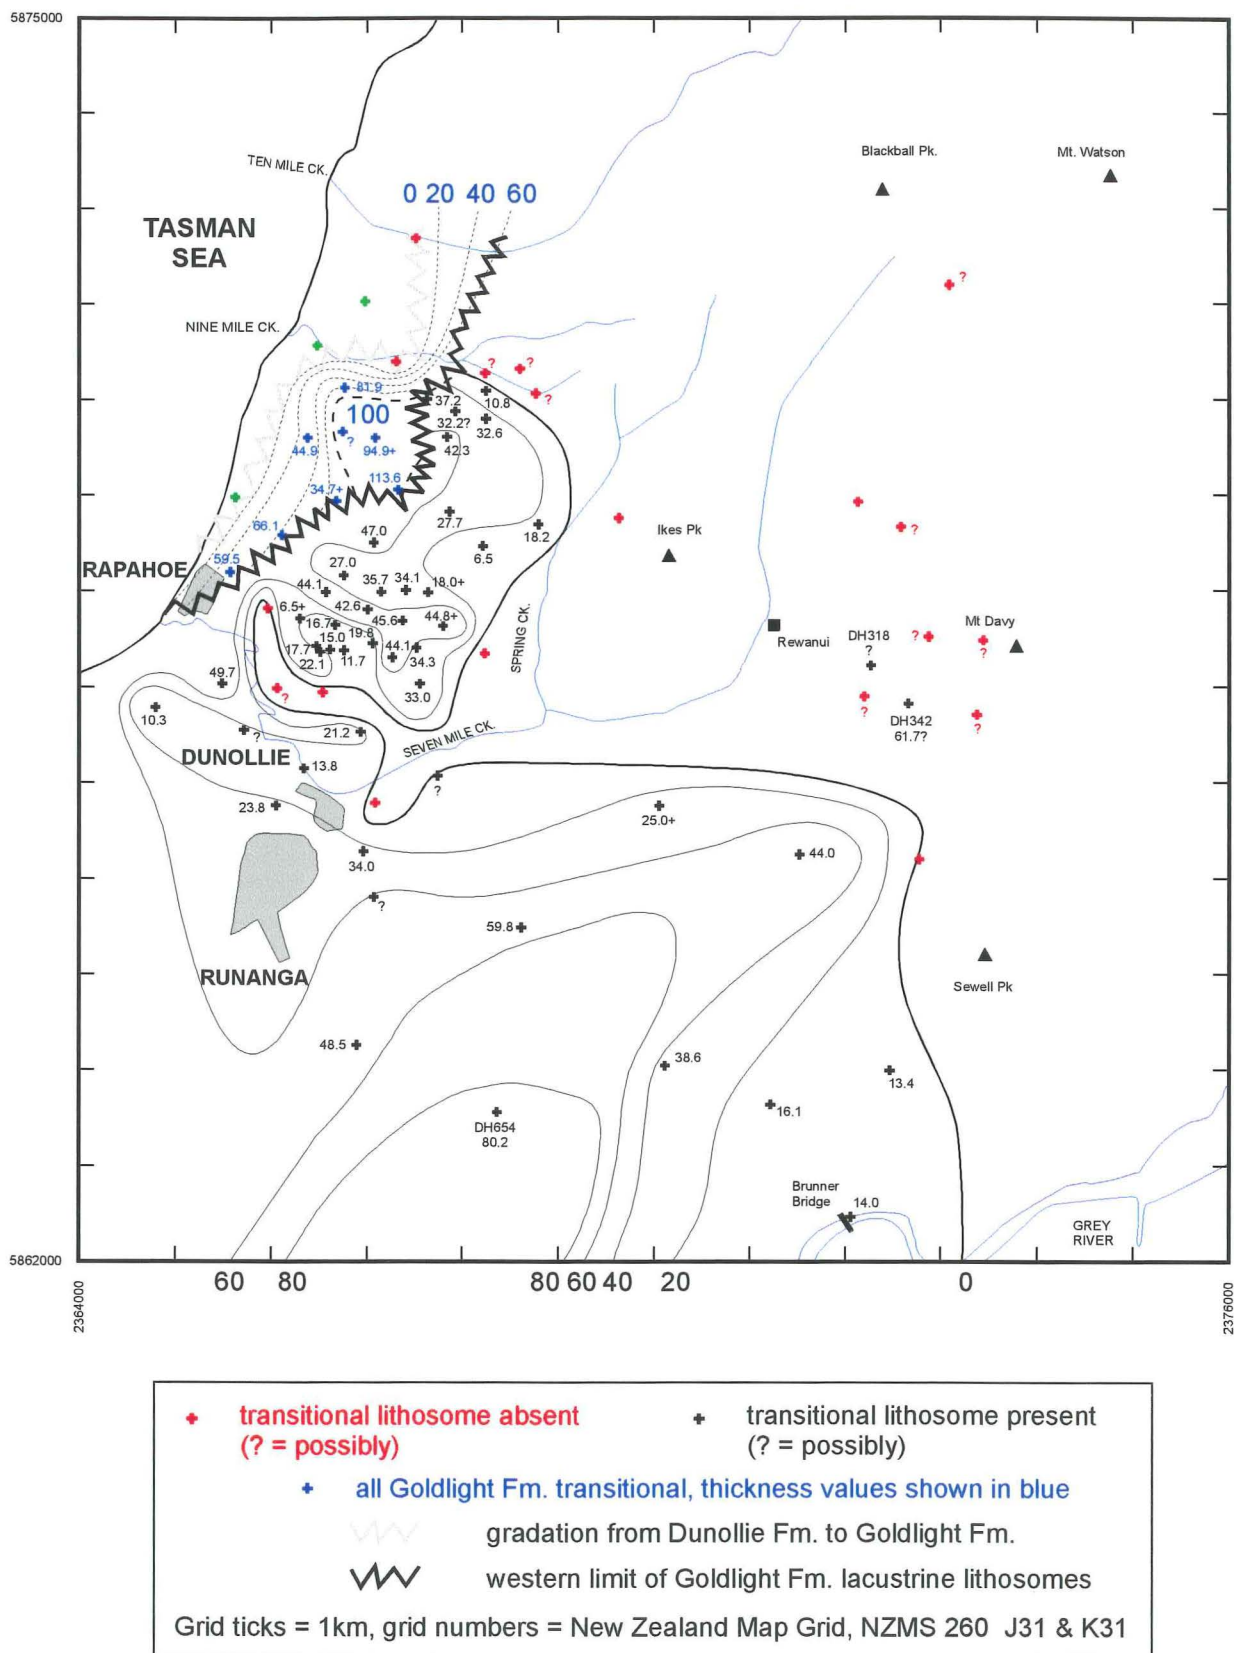 5875000
Blackball Pk.
Mt. Watson
TEN MILE CK.
0 20 40 60
TASMAN
SEA
?
NINE MILE CK.
?
?
?
81.9
37.2
10.8
100
32.2?
32.6
44.9
?
94.9+
42.3
34.7+
113.6
66.1
47.0
27.7
18.2
Ikes Pk
?
59.5
6.5
RAPAHOE
27.0
44.1
35.7
34.1
18.0+
6.5+
42.6
45.6
44.8+
16.7
15.0
19.8
17.7
22.1
11.7
44.1
34.3
SPRING CK.
Rewanui
DH318
?
?
Mt Davy
?
49.7
?
33.0
?
DH342
61.7?
?
10.3
?
21.2
SEVEN MILE CK.
DUNOLLIE
13.8
?
23.8
25.0+
34.0
44.0
?
59.8
RUNANGA
Sewell Pk
48.5
38.6
13.4
16.1
DH654
80.2
Brunner
Bridge
14.0
GREY
RIVER
5862000
60 80 80 60 40 20 0
2364000
2376000
transitional lithosome absent
(? = possibly)
transitional lithosome present
(? = possibly)
all Goldlight Fm. transitional, thickness values shown in blue
gradation from Dunollie Fm. to Goldlight Fm.
western limit of Goldlight Fm. lacustrine lithosomes
Grid ticks = 1km, grid numbers = New Zealand Map Grid, NZMS 260 J31 & K31